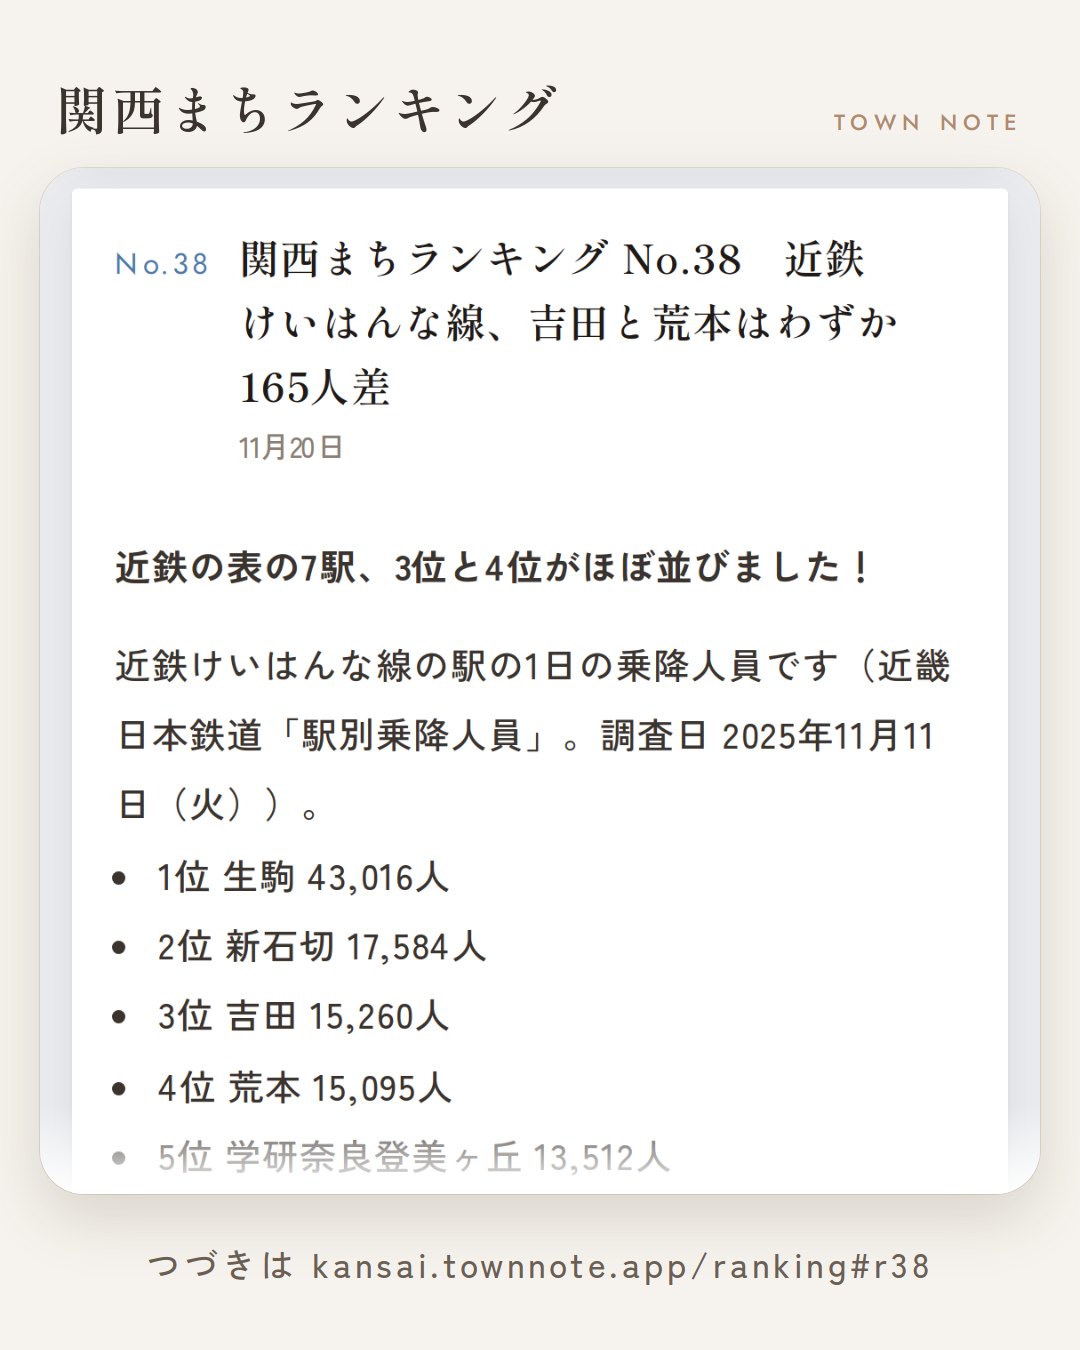 関西まちランキング
TOWN NOTE
No.38 関西まちランキング No.38　近鉄
けいはんな線、吉田と荒本はわずか
165人差
11月20日
近鉄の表の7駅、3位と4位がほぼ並びました！
近鉄けいはんな線の駅の1日の乗降人員です（近畿
日本鉄道「駅別乗降人員」。調査日 2025年11月11
日（火））。
• 1位 生駒 43,016人
• 2位 新石切 17,584人
• 3位 吉田 15,260人
• 4位 荒本 15,095人
• 5位 学研奈良登美ヶ丘 13,512人
つづきは kansai.townnote.app/ranking#r38